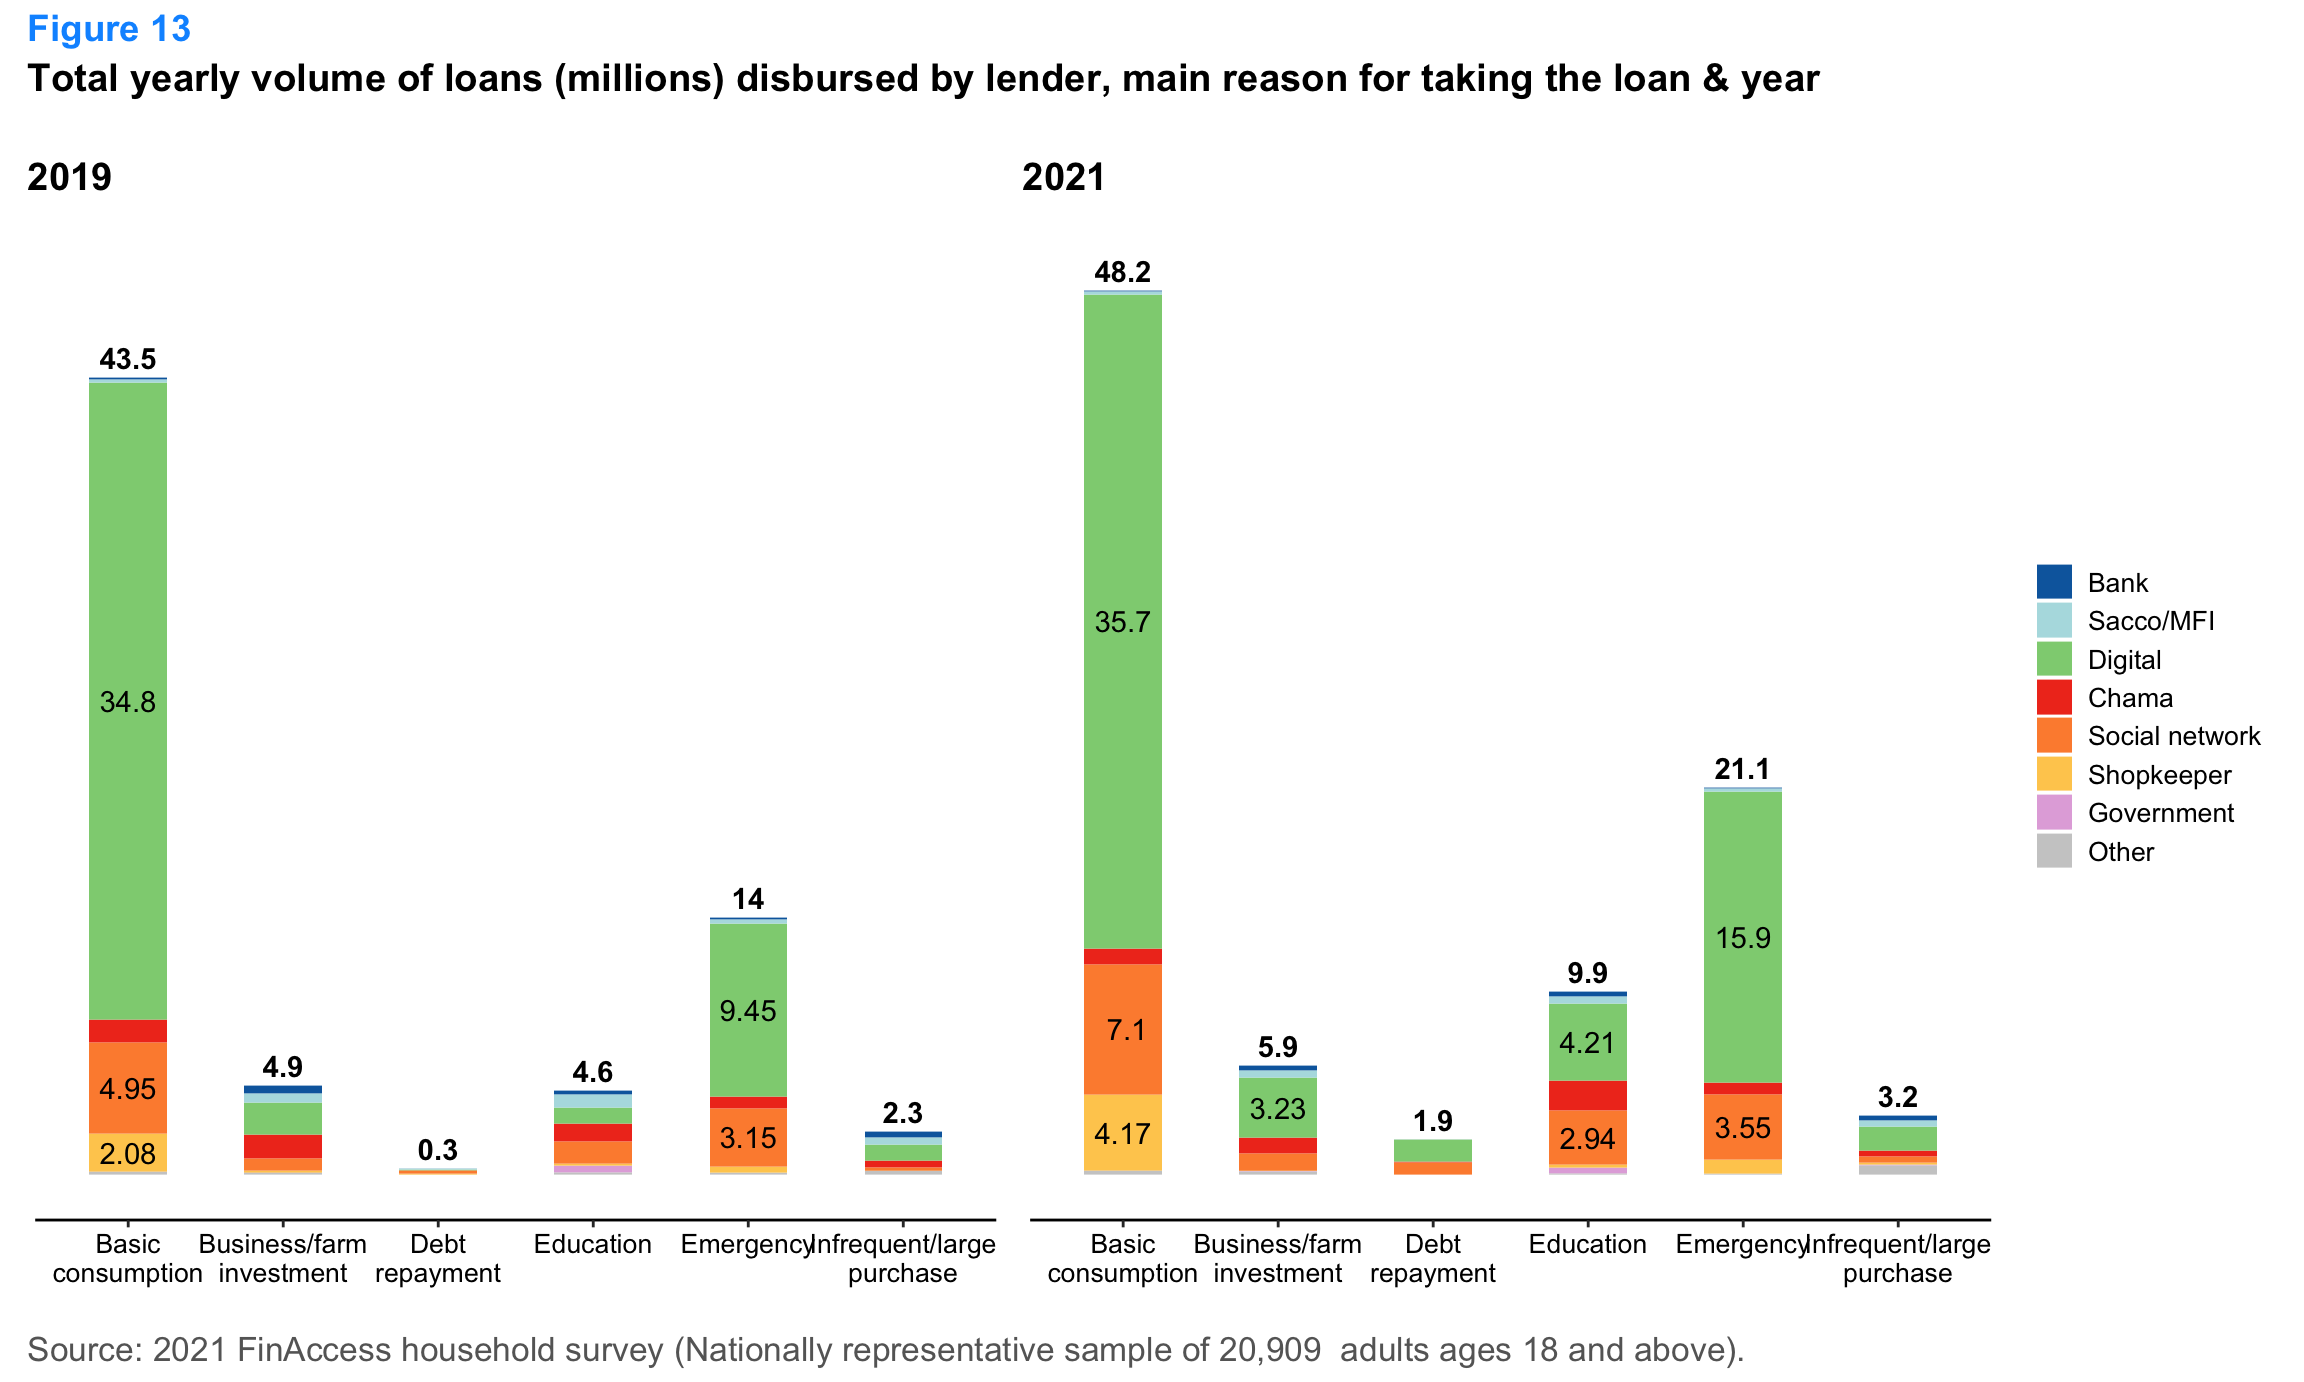 Figure 13
Total yearly volume of loans (millions) disbursed by lender, main reason for taking the loan & year
2019
43.5
34.8
4.95
2.08
4.9
0.3
4.6
14
9.45
3.15
2.3
Basic
consumption
Business/farm
investment
Debt
repayment
Education
Emergency
Infrequent/large
purchase
2021
48.2
35.7
7.1
4.17
5.9
3.23
1.9
9.9
4.21
2.94
21.1
15.9
3.55
3.2
Basic
consumption
Business/farm
investment
Debt
repayment
Education
Emergency
Infrequent/large
purchase
Bank
Sacco/MFI
Digital
Chama
Social network
Shopkeeper
Government
Other
Source: 2021 FinAccess household survey (Nationally representative sample of 20,909  adults ages 18 and above).